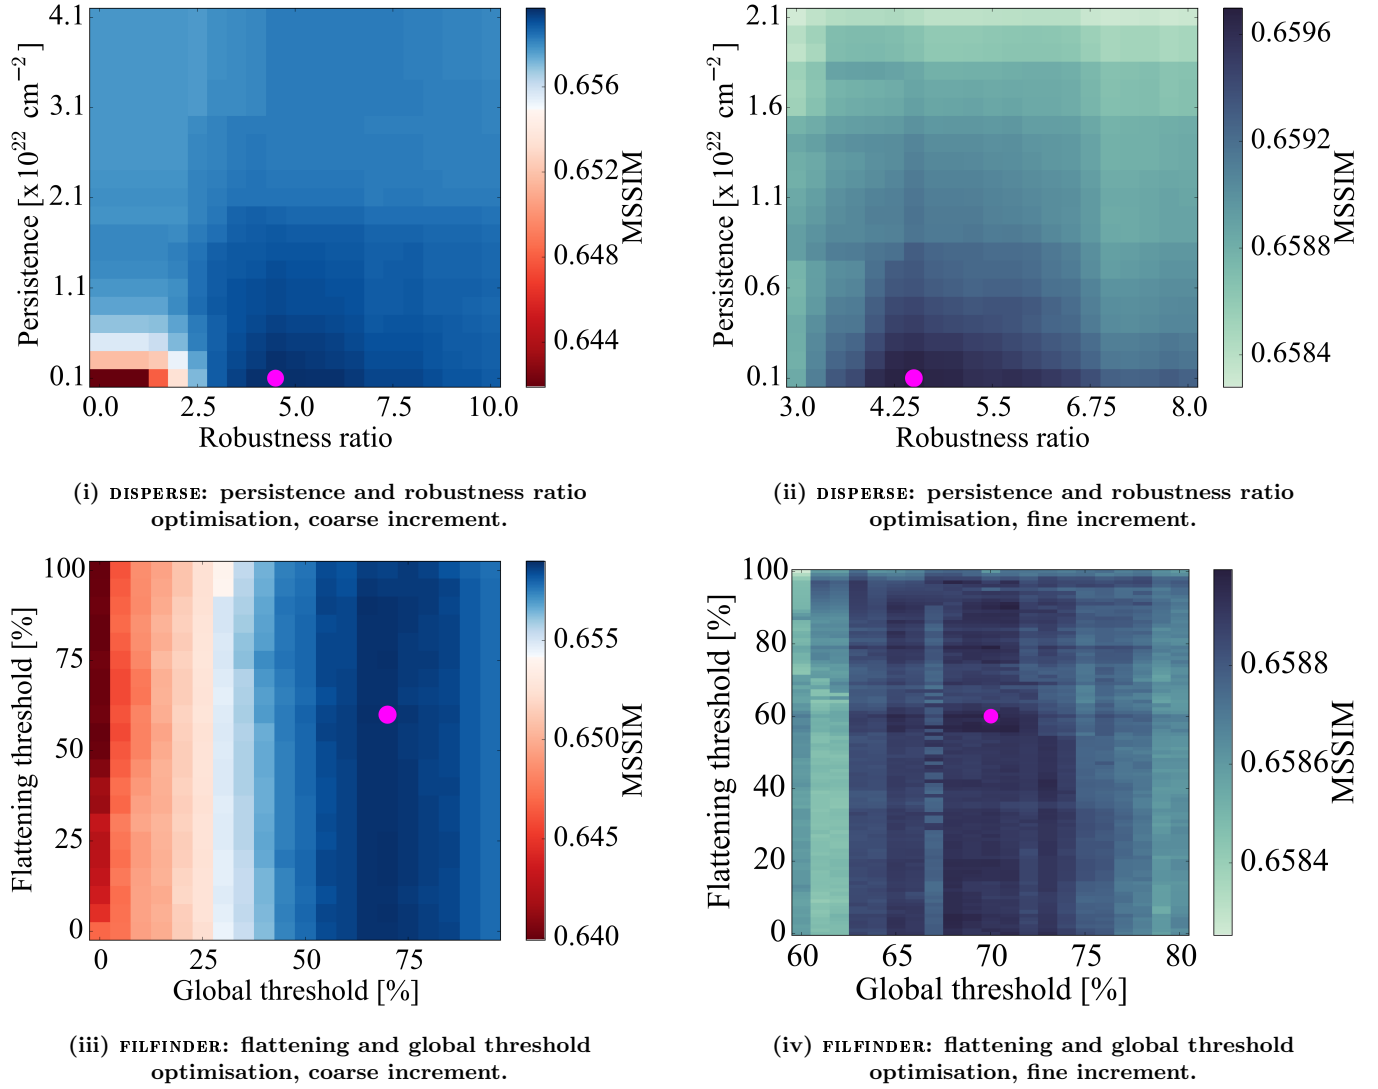 4.1
3.1
2.1
1.1
0.1
Persistence [x10²² cm⁻²]
0.0 2.5 5.0 7.5 10.0
Robustness ratio
0.656
0.652
0.648
0.644
MSSIM
(i) DISPERSE: persistence and robustness ratio
optimisation, coarse increment.
2.1
1.6
1.1
0.6
0.1
Persistence [x10²² cm⁻²]
3.0 4.25 5.5 6.75 8.0
Robustness ratio
0.6596
0.6592
0.6588
0.6584
MSSIM
(ii) DISPERSE: persistence and robustness ratio
optimisation, fine increment.
100
75
50
25
0
Flattening threshold [%]
0 25 50 75
Global threshold [%]
0.655
0.650
0.645
0.640
MSSIM
(iii) FILFINDER: flattening and global threshold
optimisation, coarse increment.
100
80
60
40
20
0
Flattening threshold [%]
60 65 70 75 80
Global threshold [%]
0.6588
0.6586
0.6584
MSSIM
(iv) FILFINDER: flattening and global threshold
optimisation, fine increment.